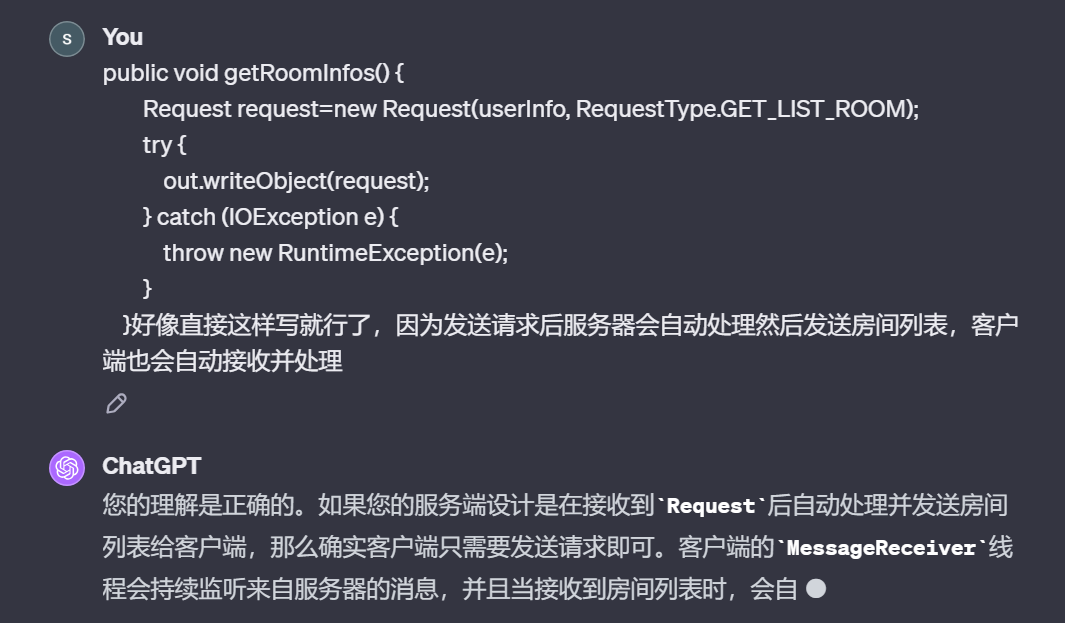 S
You
public void getRoomInfos() {
Request request=new Request(userInfo, RequestType.GET_LIST_ROOM);
try {
out.writeObject(request);
} catch (IOException e) {
throw new RuntimeException(e);
}
}好像直接这样写就行了，因为发送请求后服务器会自动处理然后发送房间列表，客户
端也会自动接收并处理
ChatGPT
您的理解是正确的。如果您的服务端设计是在接收到`Request`后自动处理并发送房间
列表给客户端，那么确实客户端只需要发送请求即可。客户端的`MessageReceiver`线
程会持续监听来自服务器的消息，并且当接收到房间列表时，会自